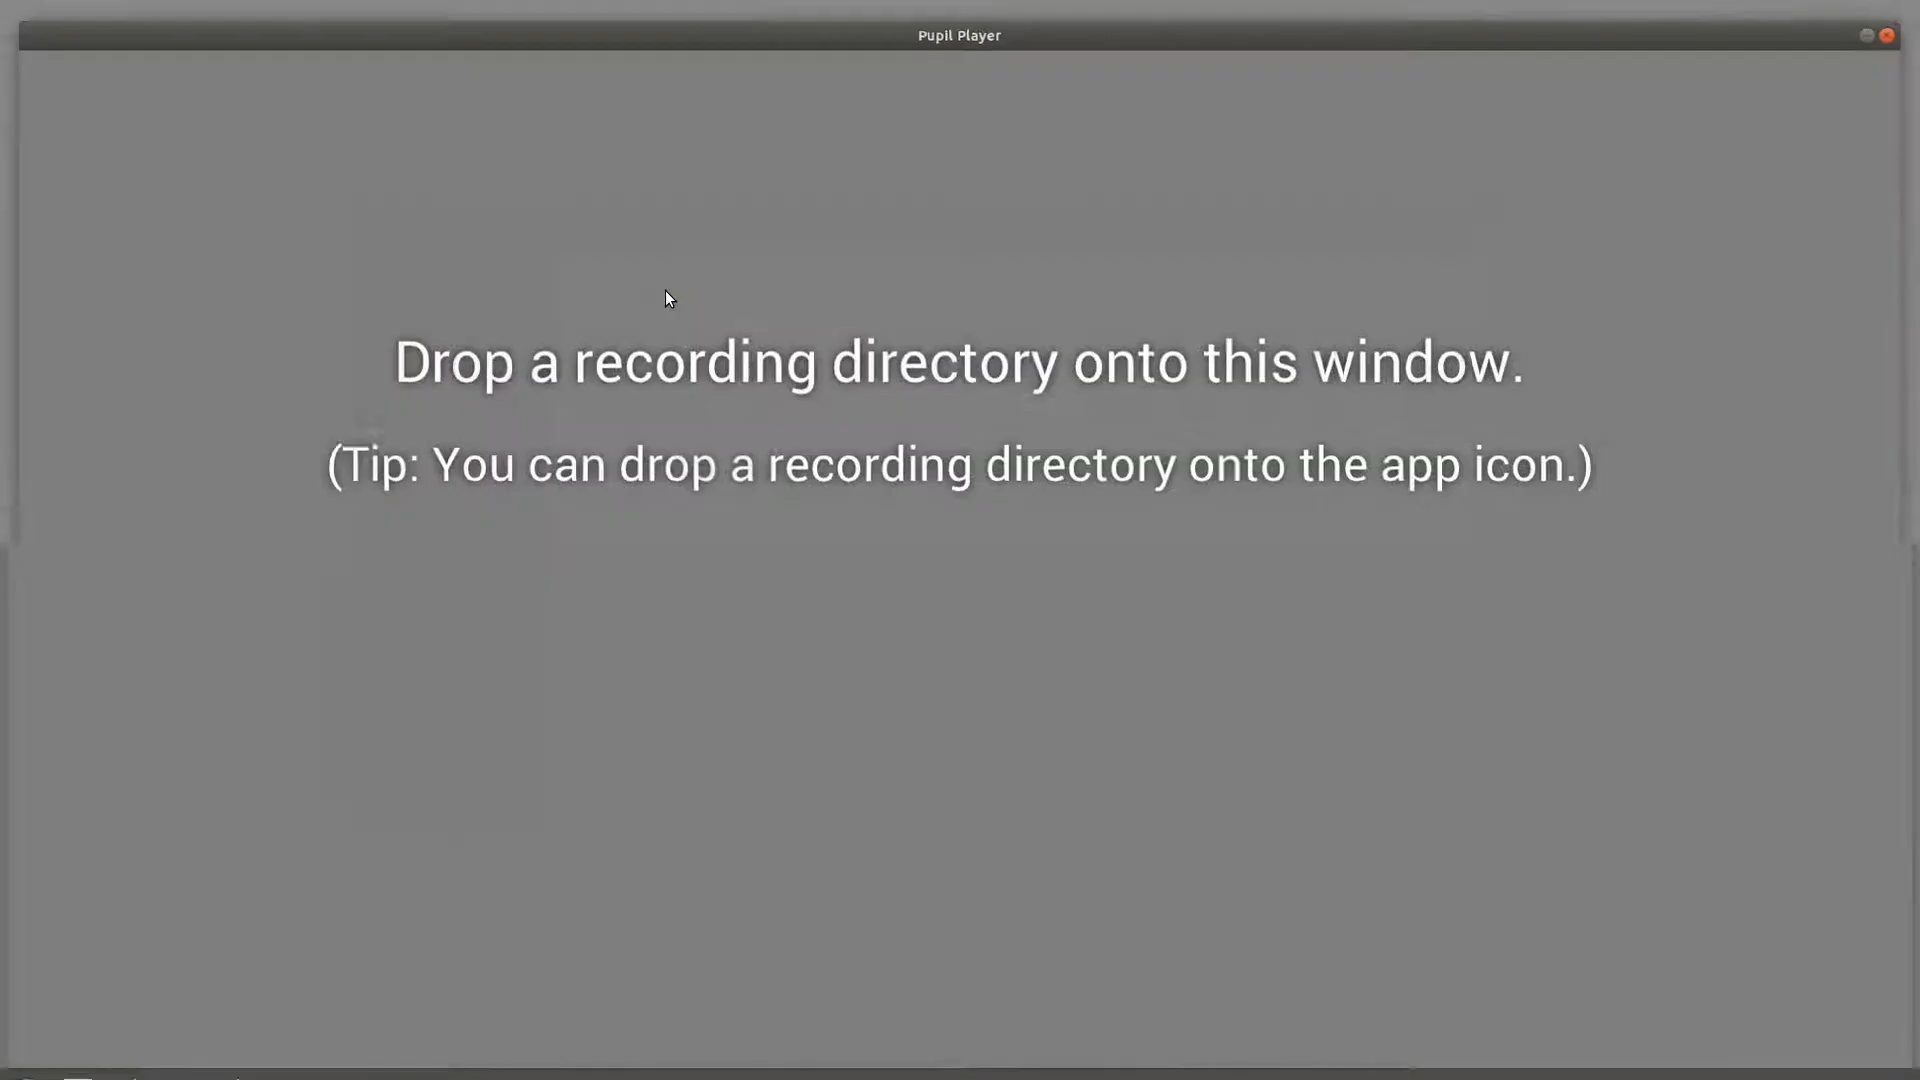 Pupil Player
Drop a recording directory onto this window.
(Tip: You can drop a recording directory onto the app icon.)